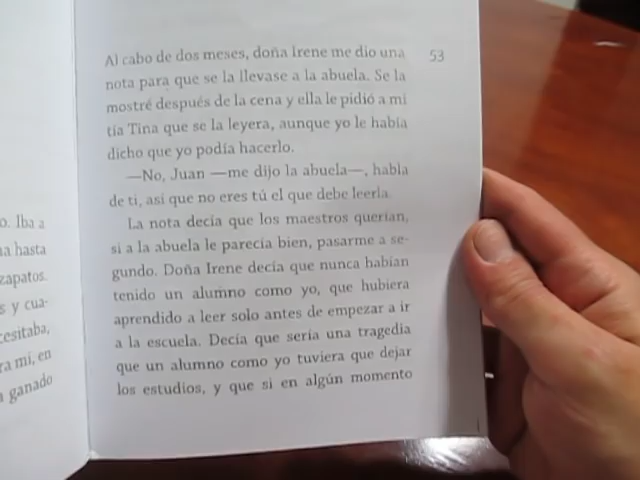 o. Iba a
a hasta
zapatos.
s y cua-
cesitaba,
ra mí, en
ganado
53
Al cabo de dos meses, doña Irene me dio una
nota para que se la llevase a la abuela. Se la
mostré después de la cena y ella le pidió a mi
tía Tina que se la leyera, aunque yo le había
dicho que yo podía hacerlo.
—No, Juan —me dijo la abuela—, habla
de ti, así que no eres tú el que debe leerla.
La nota decía que los maestros querían,
si a la abuela le parecía bien, pasarme a se-
gundo. Doña Irene decía que nunca habían
tenido un alumno como yo, que hubiera
aprendido a leer solo antes de empezar a ir
a la escuela. Decía que sería una tragedia
que un alumno como yo tuviera que dejar
los estudios, y que si en algún momento